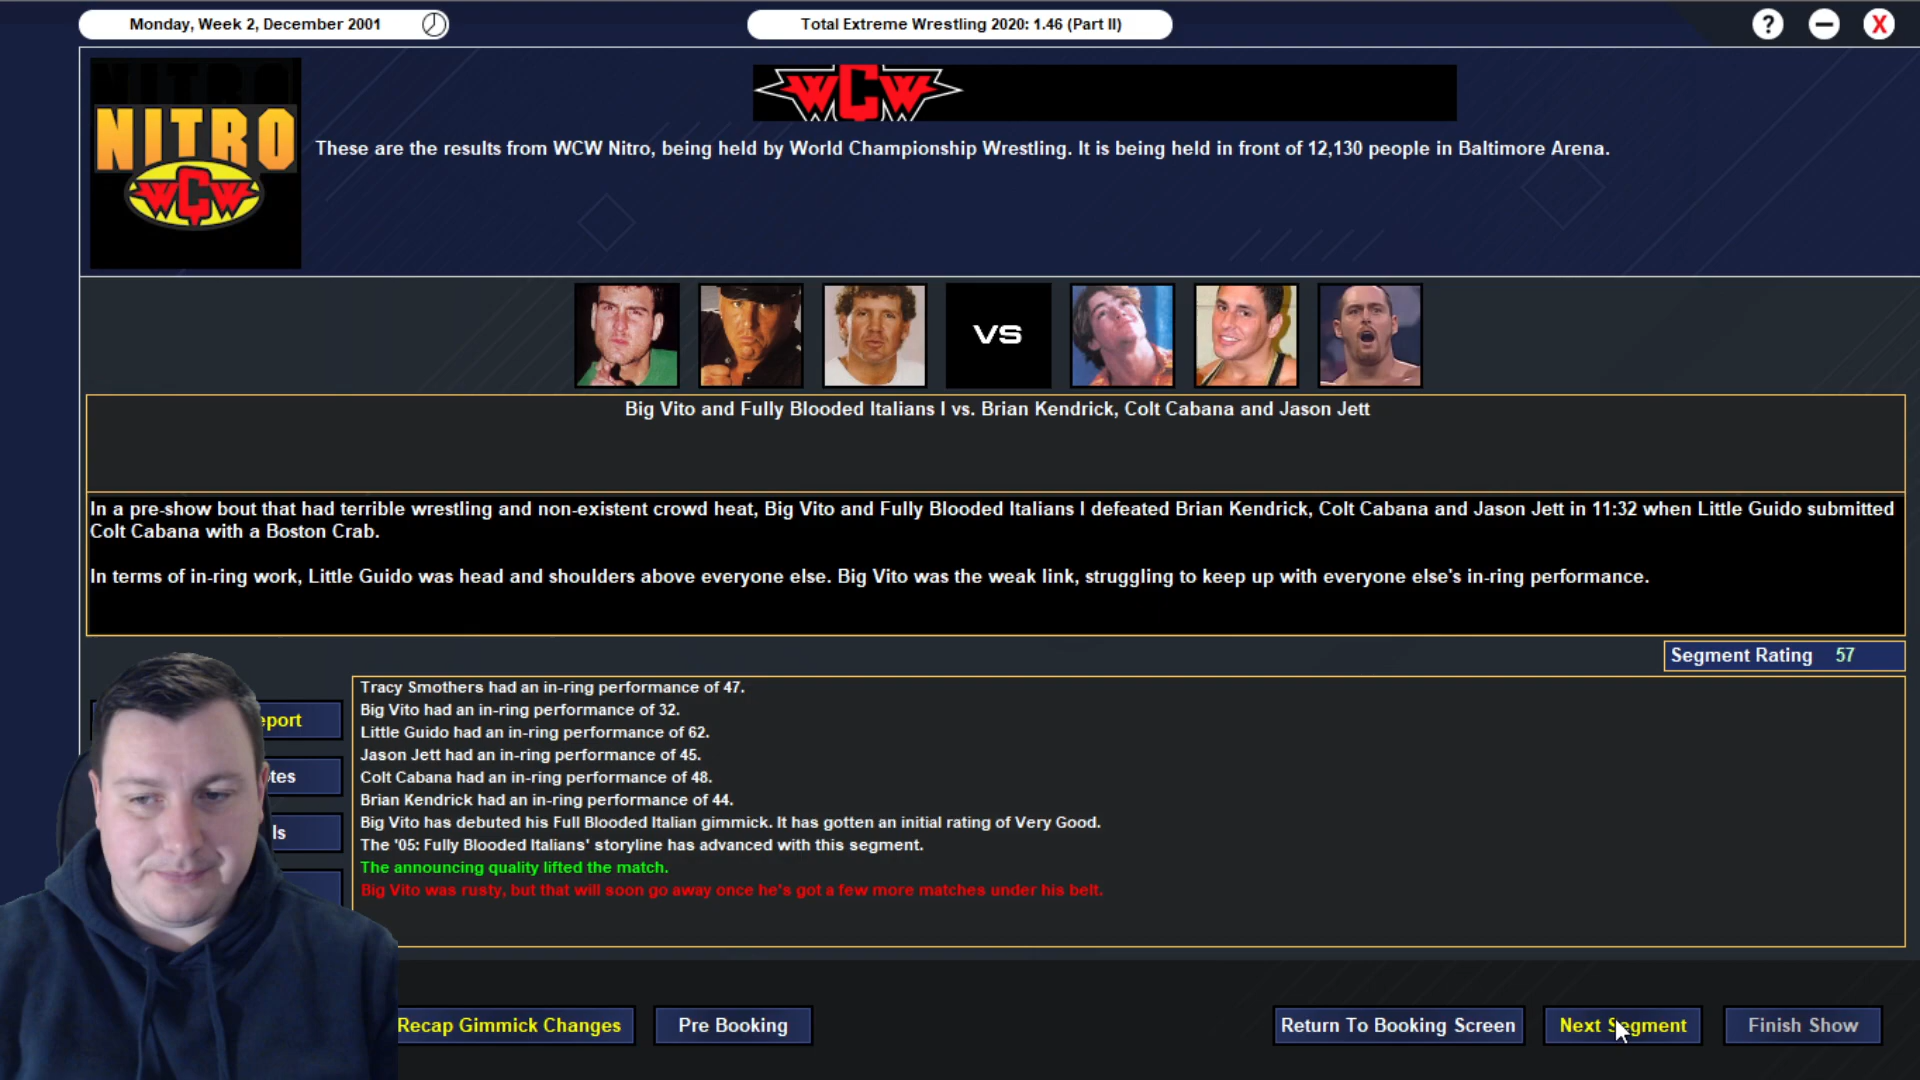 Monday, Week 2, December 2001
Total Extreme Wrestling 2020: 1.46 (Part II)
?
X
NITRO
WCW
WCW
These are the results from WCW Nitro, being held by World Championship Wrestling. It is being held in front of 12,130 people in Baltimore Arena.
VS
Big Vito and Fully Blooded Italians I vs. Brian Kendrick, Colt Cabana and Jason Jett
In a pre-show bout that had terrible wrestling and non-existent crowd heat, Big Vito and Fully Blooded Italians I defeated Brian Kendrick, Colt Cabana and Jason Jett in 11:32 when Little Guido submitted
Colt Cabana with a Boston Crab.
In terms of in-ring work, Little Guido was head and shoulders above everyone else. Big Vito was the weak link, struggling to keep up with everyone else's in-ring performance.
Segment Rating 57
Tracy Smothers had an in-ring performance of 47.
Big Vito had an in-ring performance of 32.
Little Guido had an in-ring performance of 62.
Jason Jett had an in-ring performance of 45.
Colt Cabana had an in-ring performance of 48.
Brian Kendrick had an in-ring performance of 44.
Big Vito has debuted his Full Blooded Italian gimmick. It has gotten an initial rating of Very Good.
The '05: Fully Blooded Italians' storyline has advanced with this segment.
The announcing quality lifted the match.
Big Vito was rusty, but that will soon go away once he's got a few more matches under his belt.
eport
tes
ls
Recap Gimmick Changes
Pre Booking
Return To Booking Screen
Next Segment
Finish Show